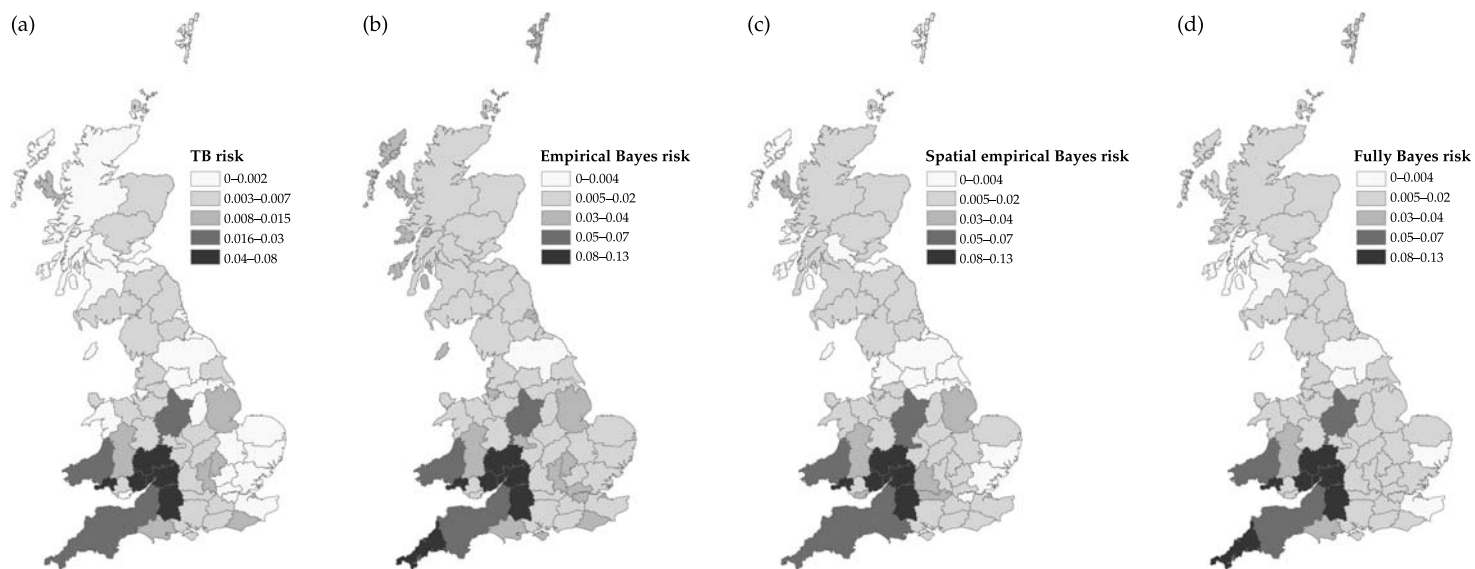 (a)
TB risk
0–0.002
0.003–0.007
0.008–0.015
0.016–0.03
0.04–0.08
(b)
Empirical Bayes risk
0–0.004
0.005–0.02
0.03–0.04
0.05–0.07
0.08–0.13
(c)
Spatial empirical Bayes risk
0–0.004
0.005–0.02
0.03–0.04
0.05–0.07
0.08–0.13
(d)
Fully Bayes risk
0–0.004
0.005–0.02
0.03–0.04
0.05–0.07
0.08–0.13